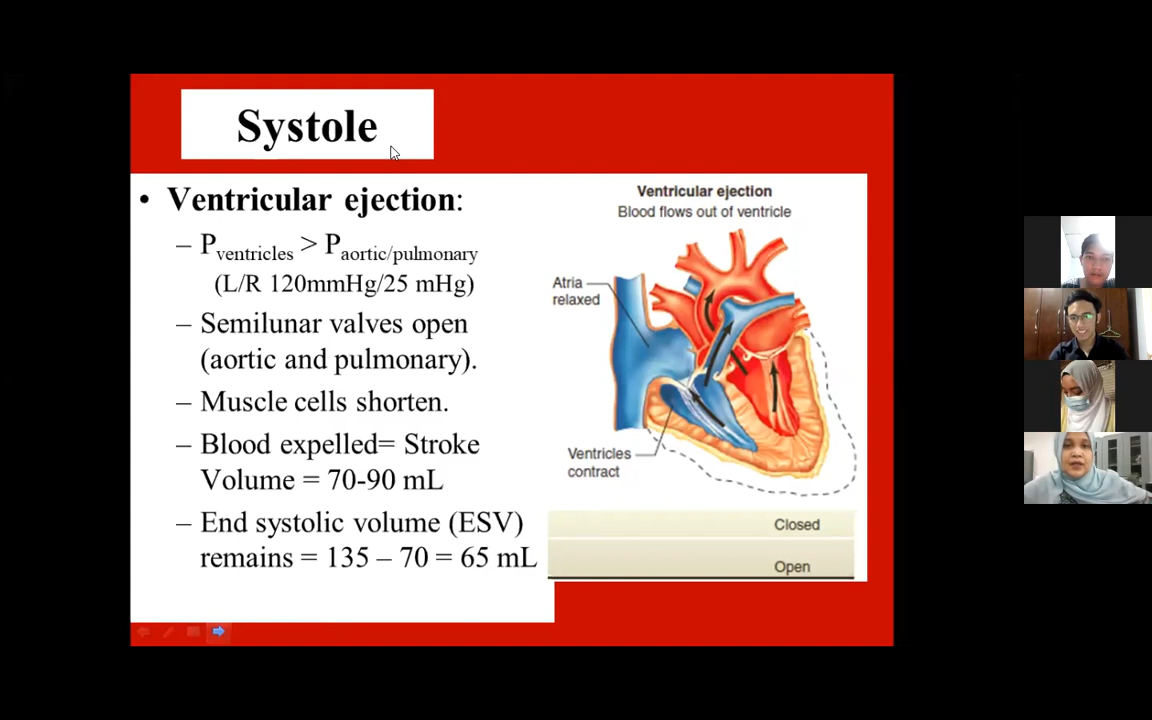 Systole
• Ventricular ejection:
– Pventricles > Paortic/pulmonary
(L/R 120mmHg/25 mHg)
– Semilunar valves open
(aortic and pulmonary).
– Muscle cells shorten.
– Blood expelled= Stroke
Volume = 70-90 mL
– End systolic volume (ESV)
remains = 135 – 70 = 65 mL
Ventricular ejection
Blood flows out of ventricle
Atria
relaxed
Ventricles
contract
Closed
Open